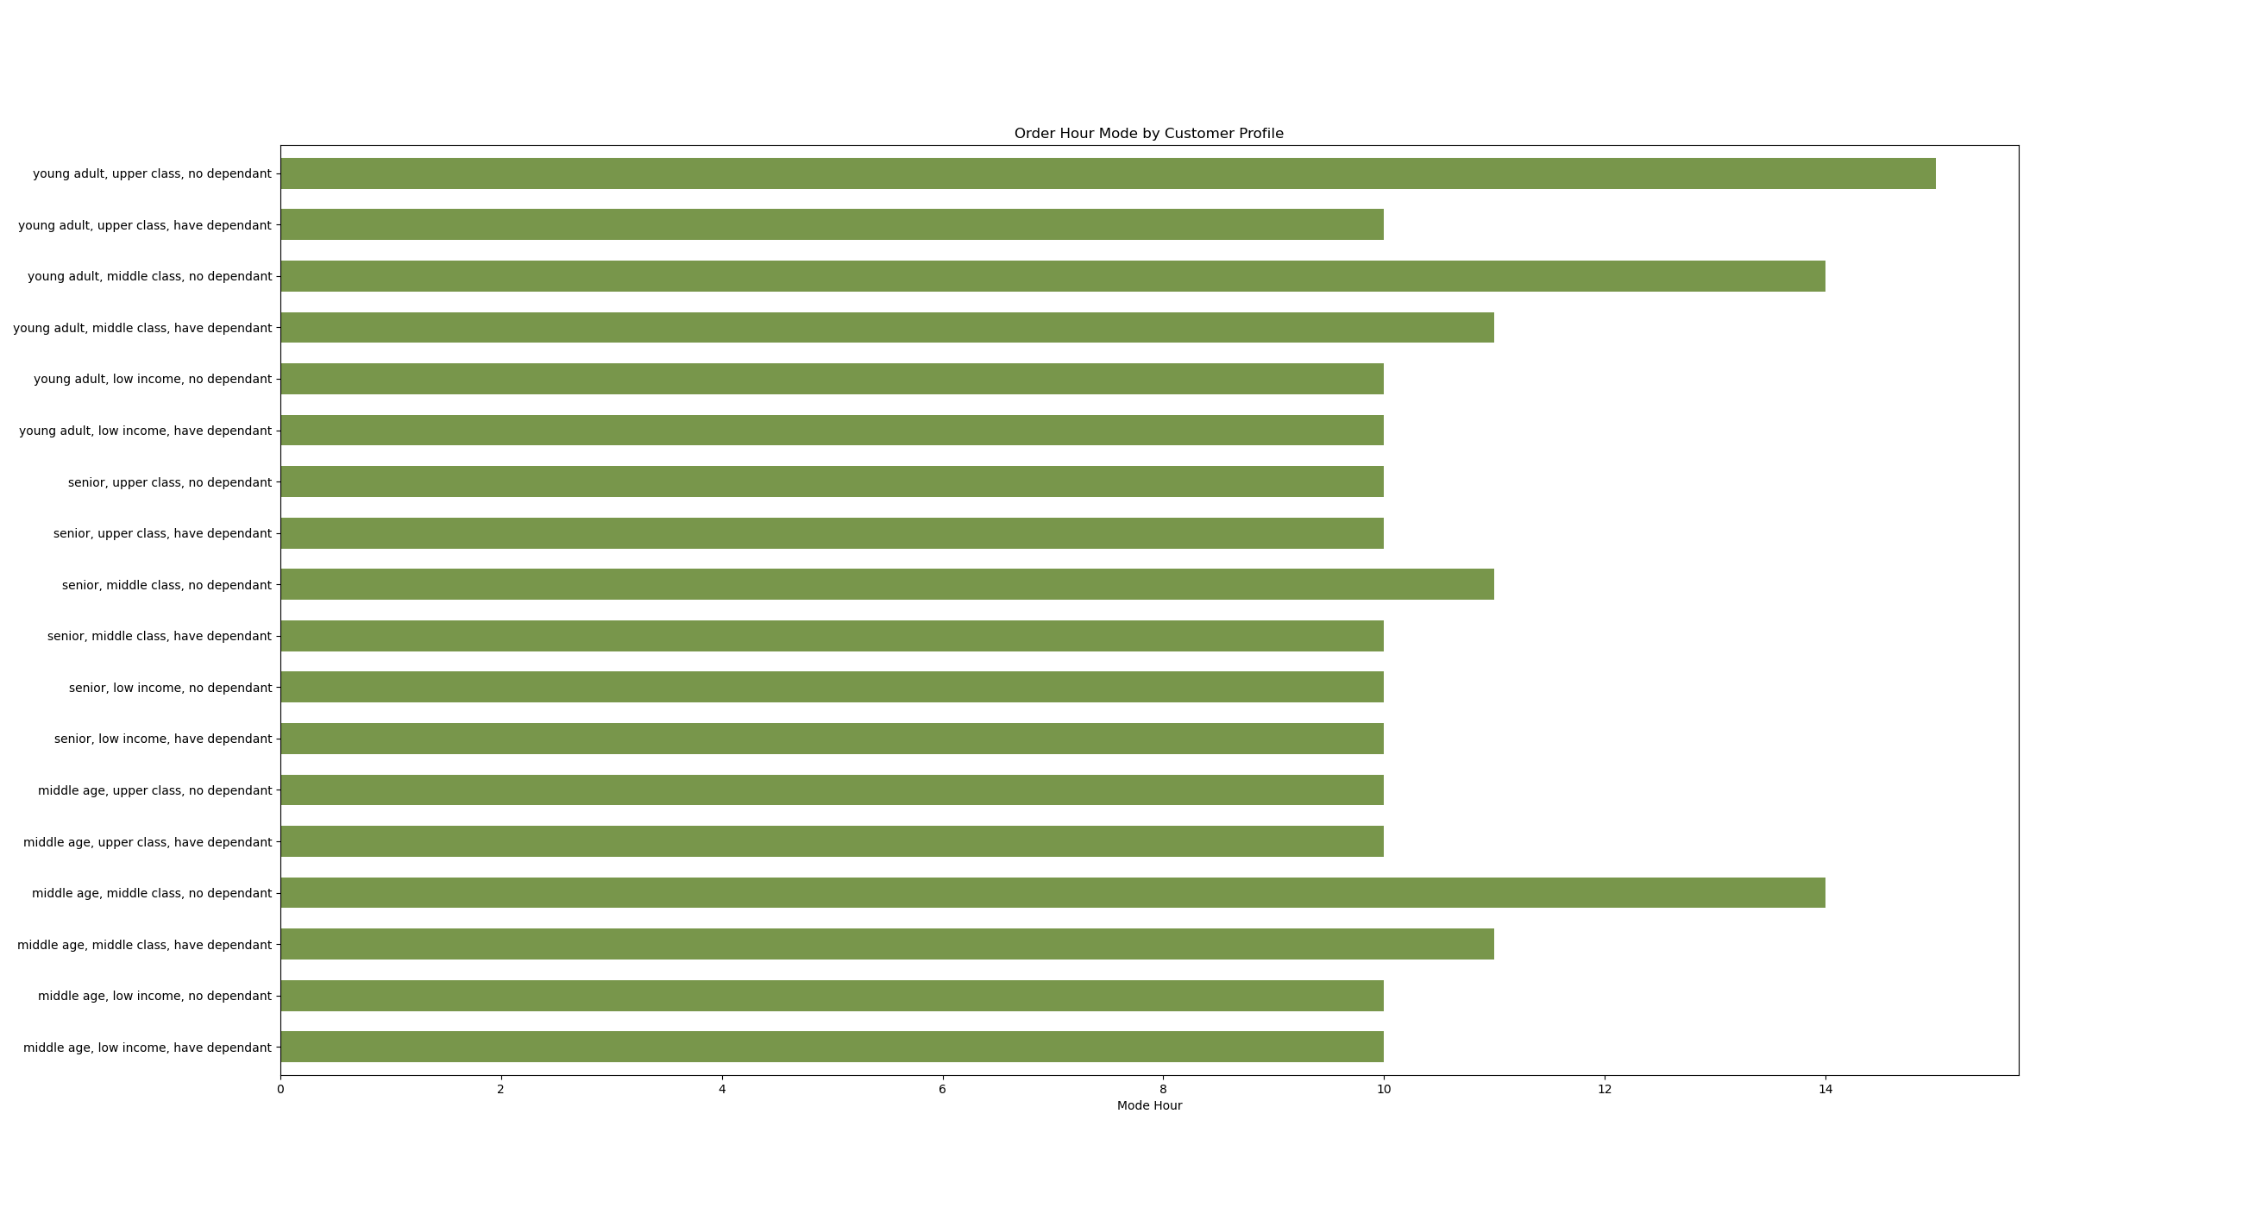 Order Hour Mode by Customer Profile
young adult, upper class, no dependant
young adult, upper class, have dependant
young adult, middle class, no dependant
young adult, middle class, have dependant
young adult, low income, no dependant
young adult, low income, have dependant
senior, upper class, no dependant
senior, upper class, have dependant
senior, middle class, no dependant
senior, middle class, have dependant
senior, low income, no dependant
senior, low income, have dependant
middle age, upper class, no dependant
middle age, upper class, have dependant
middle age, middle class, no dependant
middle age, middle class, have dependant
middle age, low income, no dependant
middle age, low income, have dependant
0 2 4 6 8 10 12 14
Mode Hour